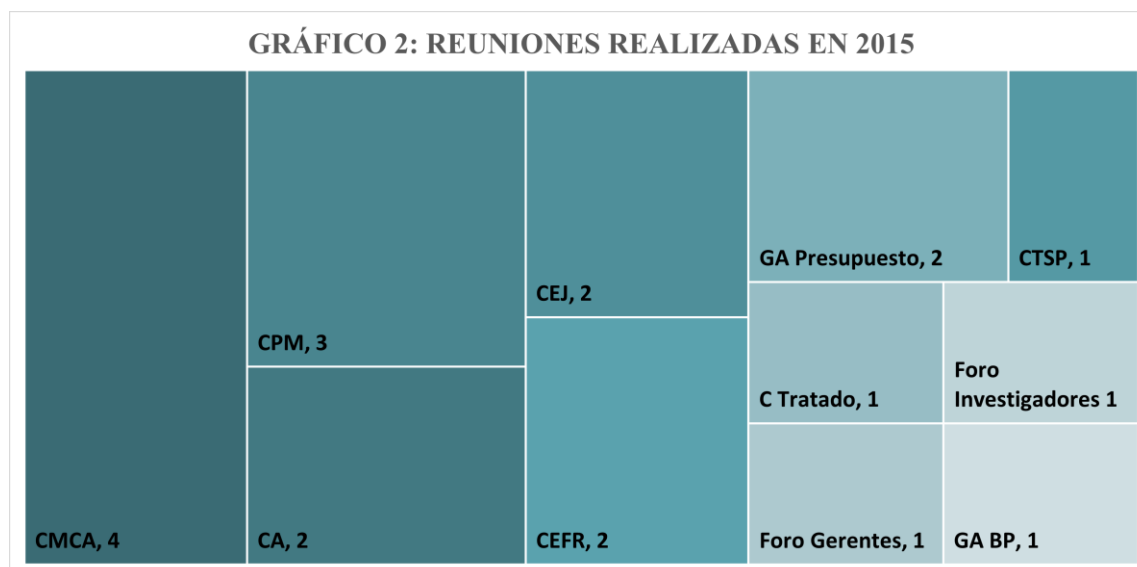 GRÁFICO 2: REUNIONES REALIZADAS EN 2015
CMCA, 4
CPM, 3
CA, 2
CEJ, 2
CEFR, 2
GA Presupuesto, 2
CTSP, 1
C Tratado, 1
Foro
Investigadores 1
Foro Gerentes, 1
GA BP, 1